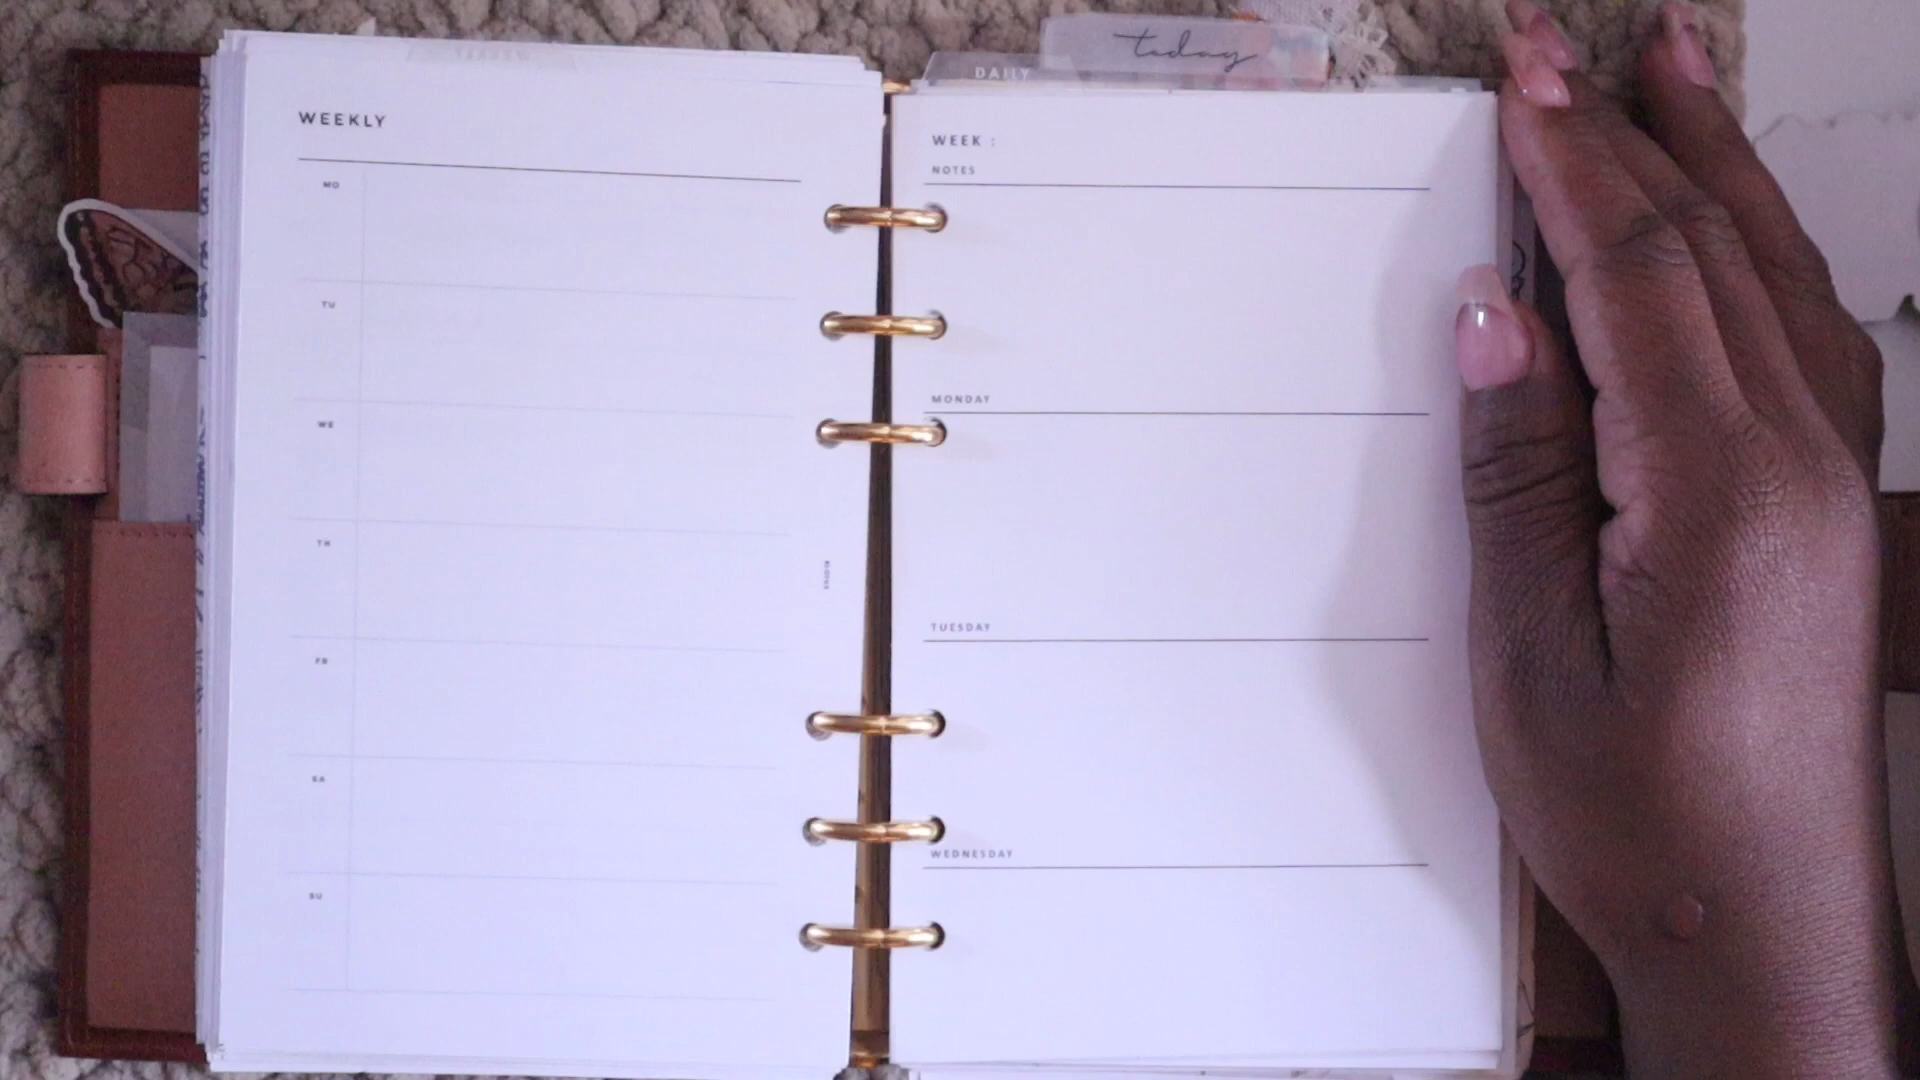 WEEKLY
MO
TU
WE
TH
FR
SA
SU
DAILY
today
WEEK :
NOTES
MONDAY
TUESDAY
WEDNESDAY